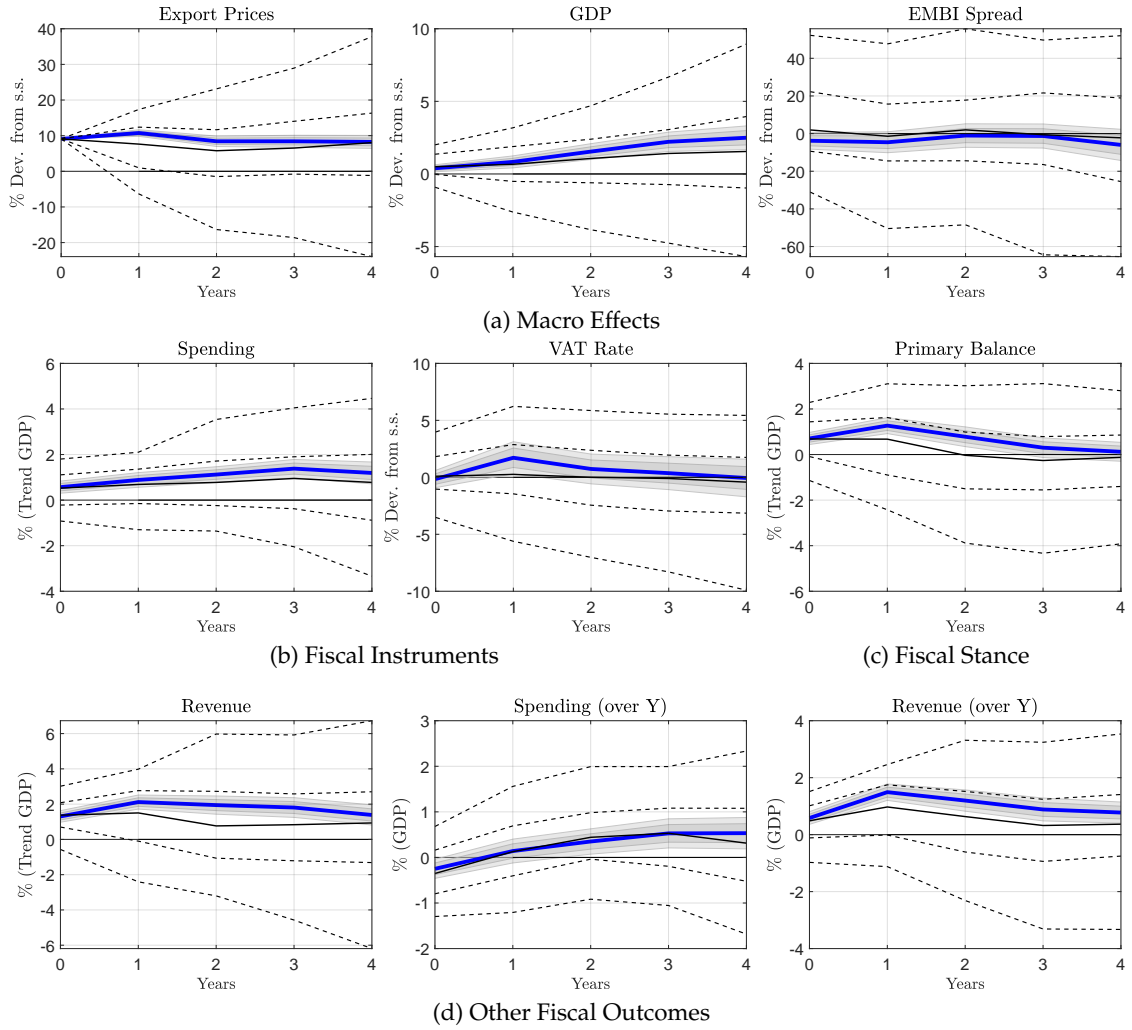 Export Prices
GDP
EMBI Spread
% Dev. from s.s.
40
30
20
10
0
-10
-20
0 1 2 3 4
Years
% Dev. from s.s.
10
5
0
-5
0 1 2 3 4
Years
% Dev. from s.s.
40
20
0
-20
-40
-60
0 1 2 3 4
Years
(a) Macro Effects
Spending
VAT Rate
Primary Balance
% (Trend GDP)
6
4
2
0
-2
-4
0 1 2 3 4
Years
% Dev. from s.s.
10
5
0
-5
-10
0 1 2 3 4
Years
% (Trend GDP)
4
2
0
-2
-4
-6
0 1 2 3 4
Years
(b) Fiscal Instruments
(c) Fiscal Stance
Revenue
Spending (over Y)
Revenue (over Y)
% (Trend GDP)
6
4
2
0
-2
-4
-6
0 1 2 3 4
Years
% (GDP)
3
2
1
0
-1
-2
0 1 2 3 4
Years
% (GDP)
4
2
0
-2
-4
0 1 2 3 4
Years
(d) Other Fiscal Outcomes